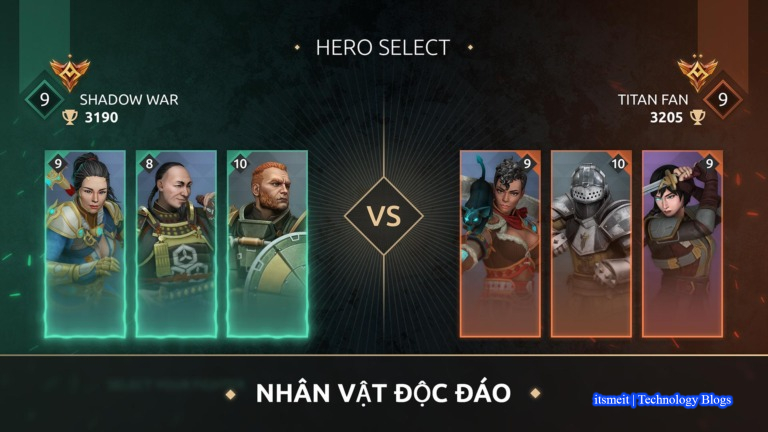 HERO SELECT
9 SHADOW WAR
3190
TITAN FAN 9
3205
9 8 10 VS 9 10 9
NHÂN VẬT ĐỘC ĐÁO
itsmeit | Technology Blogs